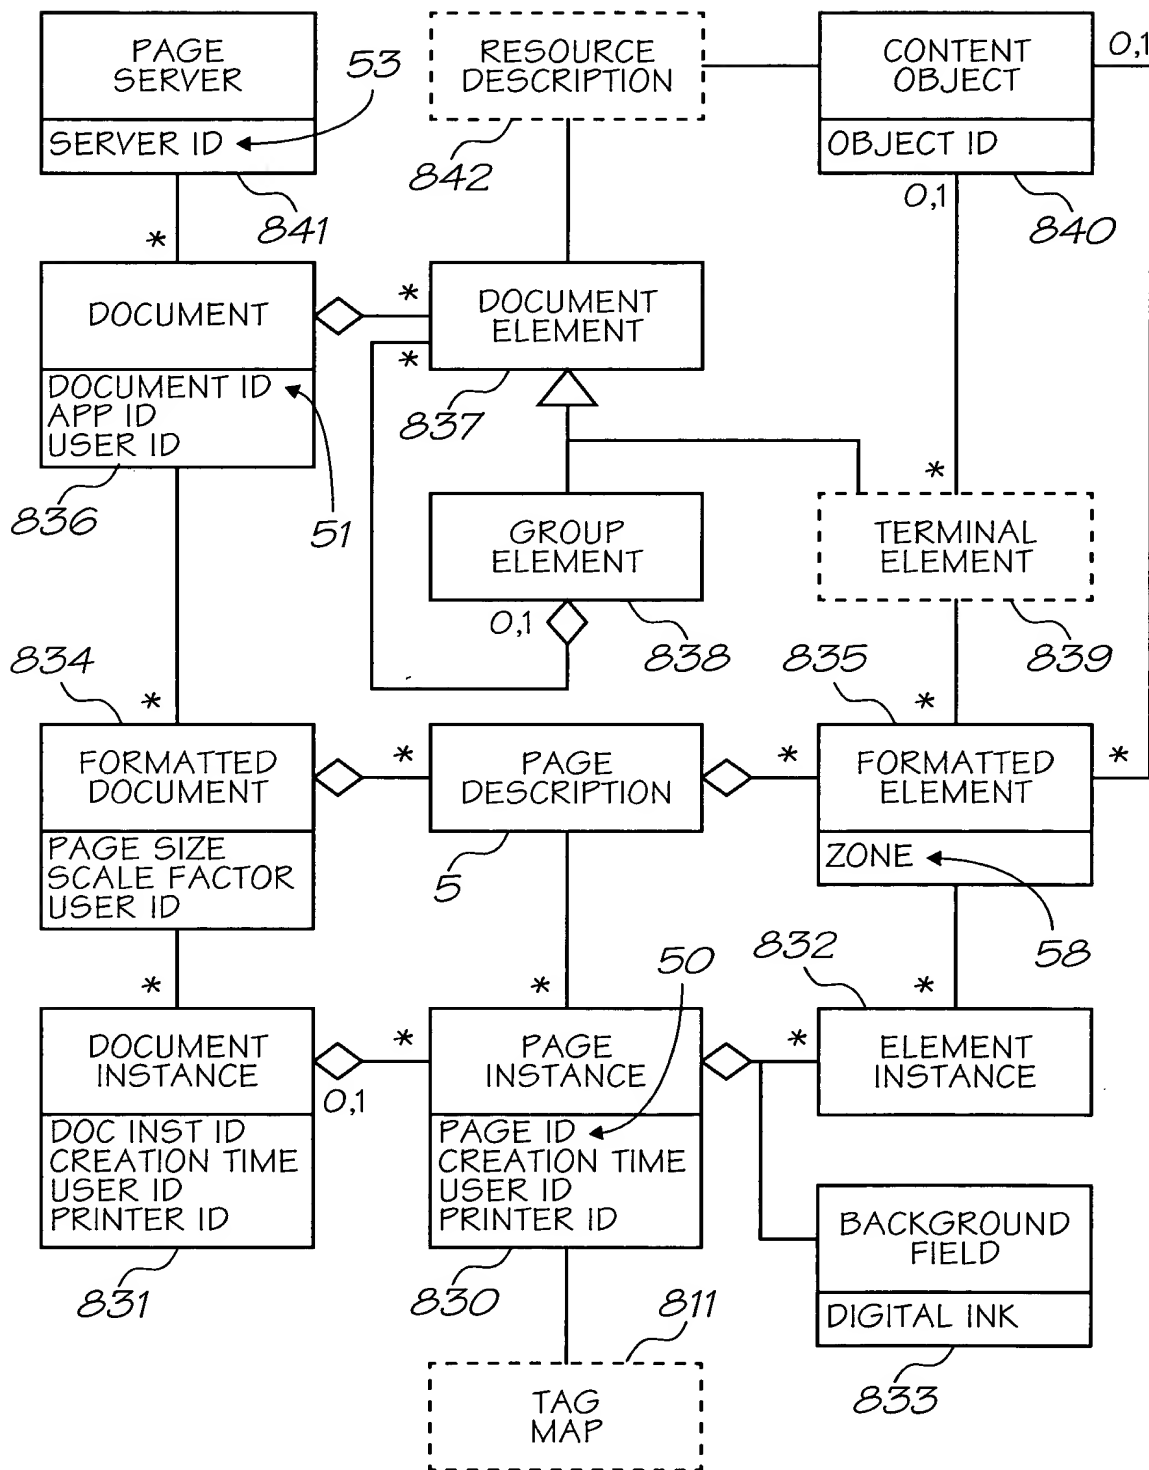 PAGE
SERVER
53
SERVER ID
841
*
RESOURCE
DESCRIPTION
842
CONTENT
OBJECT
0,1
OBJECT ID
0,1
840
DOCUMENT
*
DOCUMENT
ELEMENT
*
837
DOCUMENT ID
APP ID
USER ID
836
51
GROUP
ELEMENT
0,1
838
*
TERMINAL
ELEMENT
839
834
*
FORMATTED
DOCUMENT
*
PAGE SIZE
SCALE FACTOR
USER ID
PAGE
DESCRIPTION
5
*
835
*
FORMATTED
ELEMENT
*
ZONE
58
*
DOCUMENT
INSTANCE
*
0,1
DOC INST ID
CREATION TIME
USER ID
PRINTER ID
831
*
50
PAGE
INSTANCE
*
PAGE ID
CREATION TIME
USER ID
PRINTER ID
830
832
*
ELEMENT
INSTANCE
BACKGROUND
FIELD
DIGITAL INK
833
811
TAG
MAP